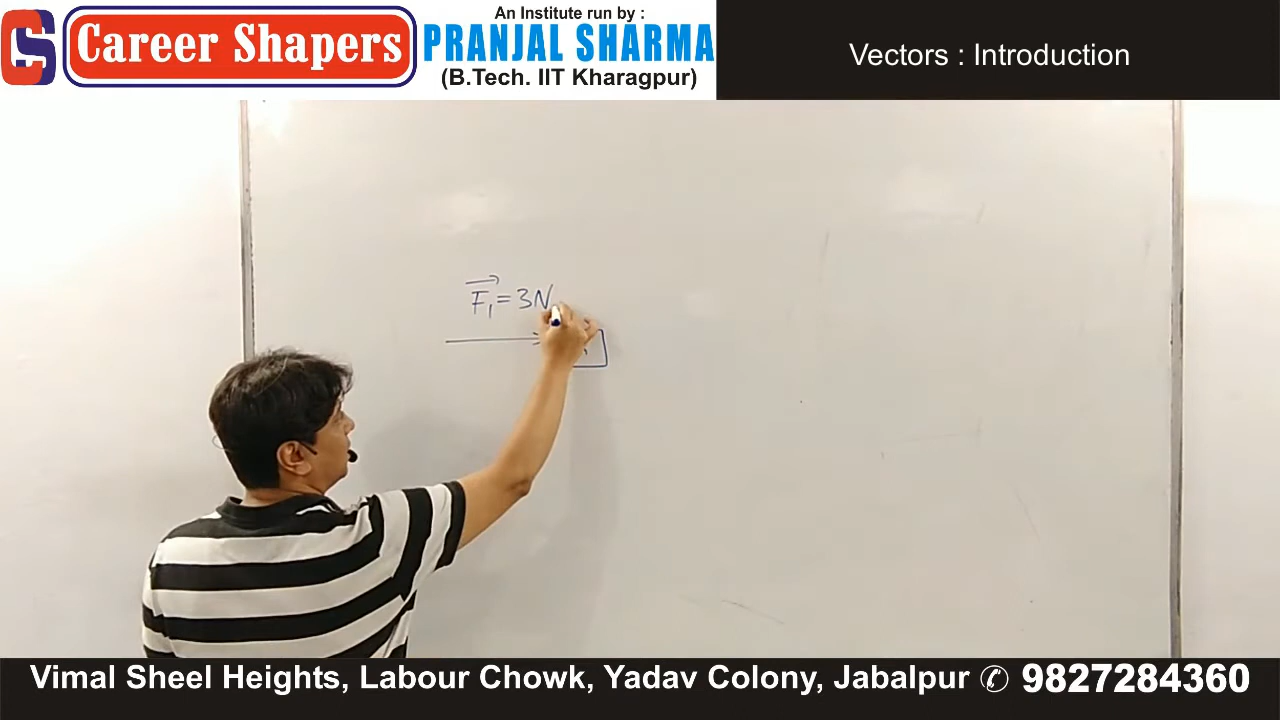 CS
Career Shapers
An Institute run by :
PRANJAL SHARMA
(B.Tech. IIT Kharagpur)
Vectors : Introduction
F₁ = 3N
Vimal Sheel Heights, Labour Chowk, Yadav Colony, Jabalpur ✆ 9827284360